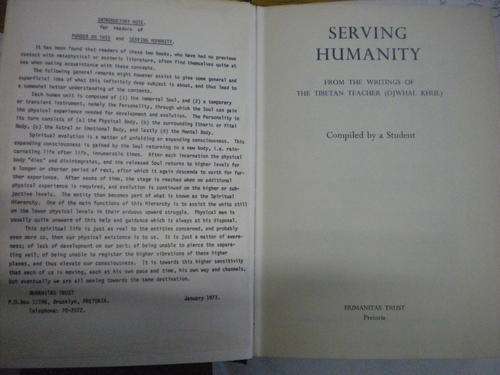 INTRODUCTORY NOTE
for readers of
PONDER ON THIS and SERVING HUMANITY.
It has been found that readers of these two books, who have had no previous
contact with metaphysical or esoteric literature, often find themselves quite at
sea when making acquaintance with these concepts.
The following general remarks might however assist to give some general and
superficial idea of what this infinitely deep subject is about, and thus lead to
a somewhat better understanding of the contents.
Each human unit is composed of (1) the immortal Soul, and (2) a temporary
or transient instrument, namely the Personality, through which the Soul can gain
the physical experience needed for development and evolution. The Personality in
its turn consists of (a) the Physical Body, (b) the surrounding Etheric or Vital
Body, (c) the Astral or Emotional Body, and lastly (d) the Mental Body.
Spiritual evolution is a matter of unfolding or expanding consciousness. This
expanding consciousness is gained by the Soul returning to a new body, i.e. rein-
carnating life after life, innumerable times. After each incarnation the physical
body "dies" and disintegrates, and its released Soul returns to higher levels for
a longer or shorter period of rest, after which it again descends to earth for fur-
ther experience. After aeons of time, the stage is reached when no additional
physical experience is required, and evolution is continued on the higher or sub-
jective levels. The entity then becomes part of what is known as the Spiritual
Hierarchy. One of the main functions of this Hierarchy is to assist the units still
on the lower physical levels in their arduous upward struggle. Physical man is
usually quite unaware of this help and guidance which is always at his disposal.
This spiritual life is just as real to the entities concerned, and probably
even more so, than our physical existence is to us. It is just a matter of aware-
ness; of lack of development on our part; of being unable to pierce the separa-
ting veil; of being unable to register the higher vibrations of these higher
planes, and thus elevate our consciousness. It is towards this higher sensitivity
that each of us is moving, each at his own pace and time, his own way and channels,
but eventually we are all moving towards the same destination.
HUMANITAS TRUST
P.O.Box Brooklyn, PRETORIA. January 1973.
Telephone:
SERVING
HUMANITY
FROM THE WRITINGS OF
THE TIBETAN TEACHER (DJWHAL KHUL)
Compiled by a Student
HUMANITAS TRUST
Pretoria